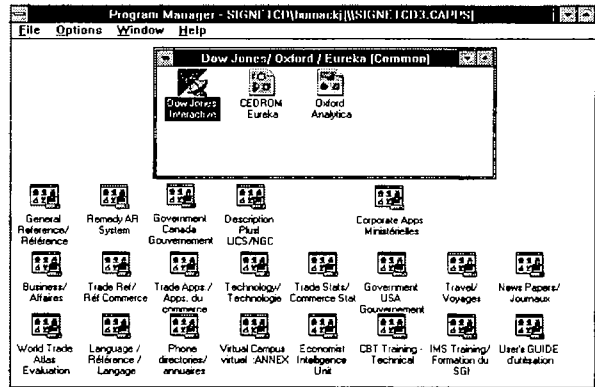 Program Manager - SIGNETCD\humackj [\\SIGNETCD3.CAPPS]
File Options Window Help
Dow Jones/ Oxford / Eureka (Common)
Dow Jones
Interactive
CEDROM
Eureka
Oxford
Analytica
General
Reference/
Référence
Remedy AR
System
Government
Canada
Gouvernement
Description
Plus!
UCS/NGC
Corporate Apps
Ministérielles
Business/
Affaires
Trade Ref/
Réf Commerce
Trade Apps./
Apps. du
commerce
Technology/
Technologie
Trade Stats/
Commerce Stat
Government
USA
Gouvernement
Travel/
Voyages
News Papers/
Journaux
World Trade
Atlas
Evaluation
Language /
Référence /
Langage
Phone
directories/
annuaires
Virtual Campus
virtuel :ANNEX
Economist
Intelligence
Unit
CBT Training -
Technical
IMS Training/
Formation du
SGI
User's GUIDE
d'utilisation